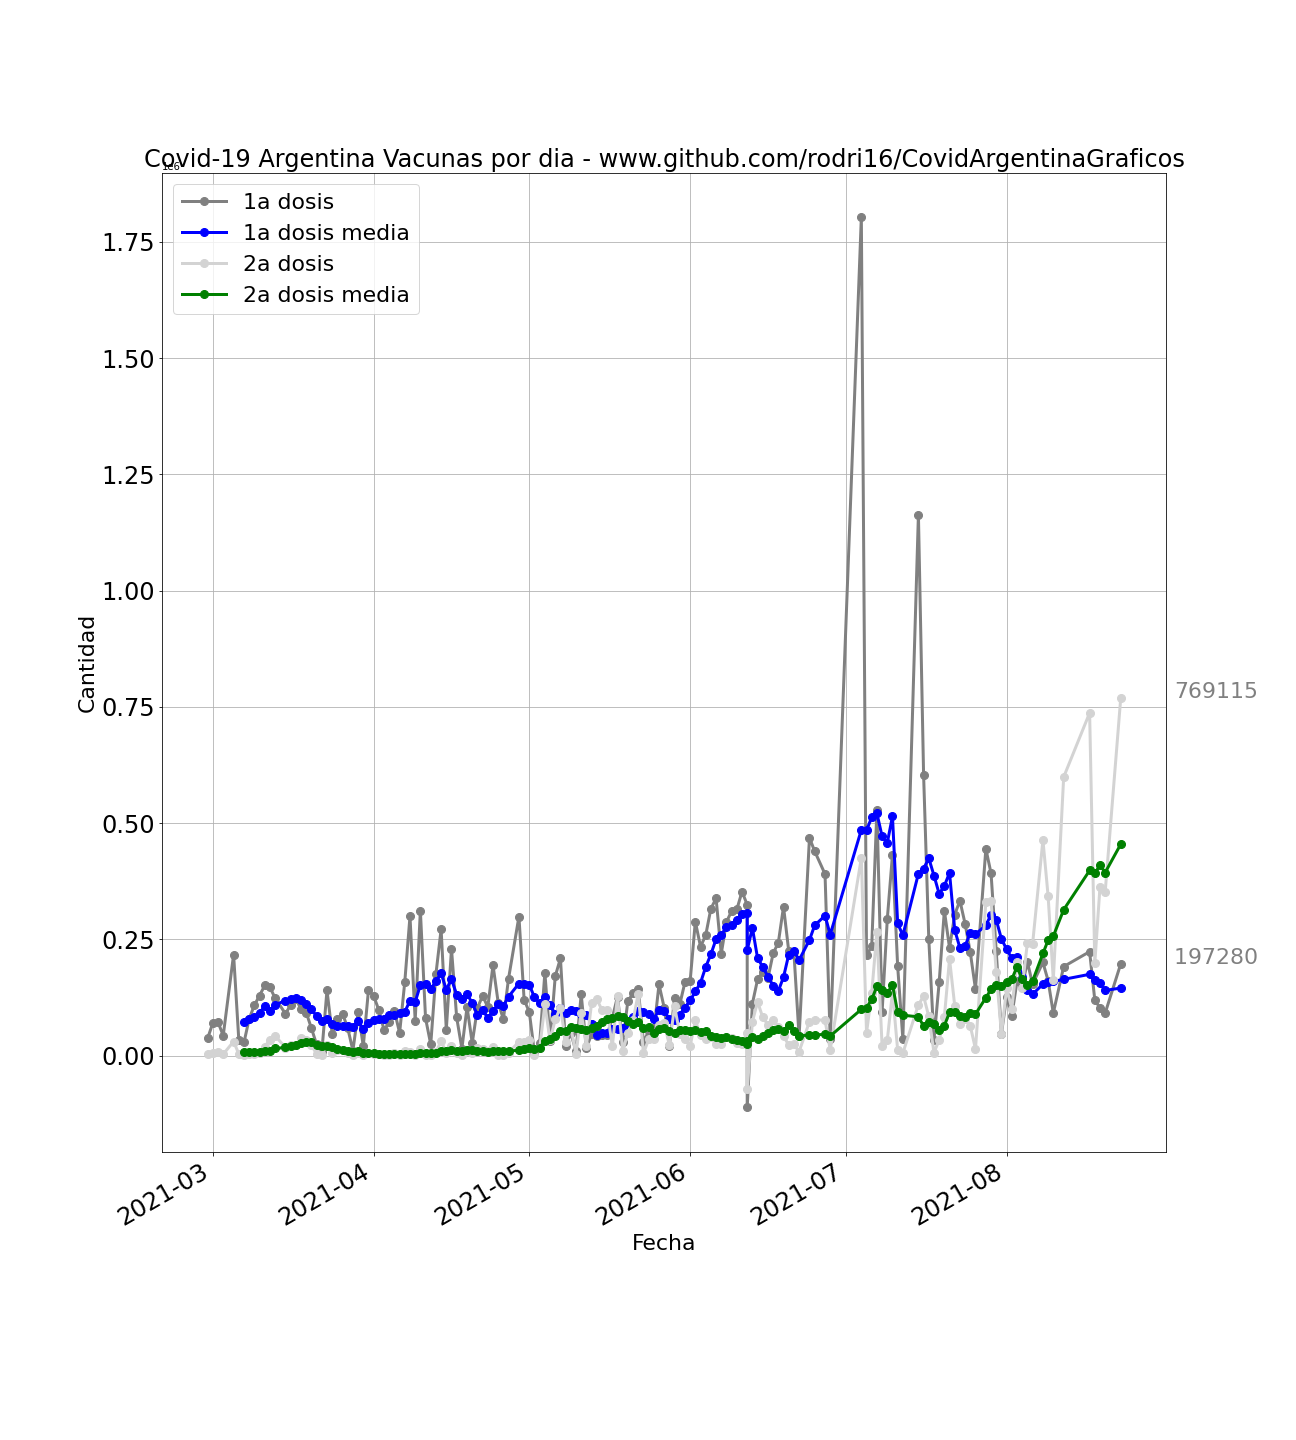 Covid-19 Argentina Vacunas por dia - www.github.com/rodri16/CovidArgentinaGraficos
1e6
1a dosis
1a dosis media
2a dosis
2a dosis media
1.75
1.50
1.25
1.00
0.75
0.50
0.25
0.00
Cantidad
769115
197280
2021-03
2021-04
2021-05
2021-06
2021-07
2021-08
Fecha